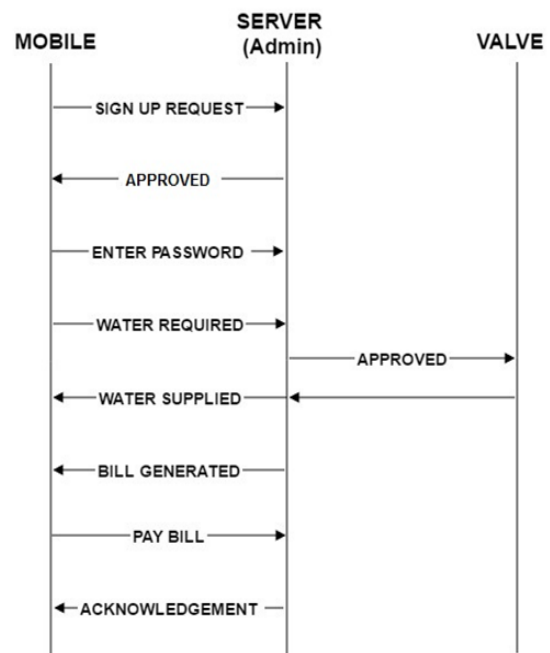 MOBILE
SERVER
(Admin)
VALVE
SIGN UP REQUEST
APPROVED
ENTER PASSWORD
WATER REQUIRED
APPROVED
WATER SUPPLIED
BILL GENERATED
PAY BILL
ACKNOWLEDGEMENT